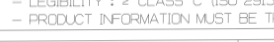 - LEGIBILITY : 2 CLASS C (ISO
- PRODUCT INFORMATION MUST BE